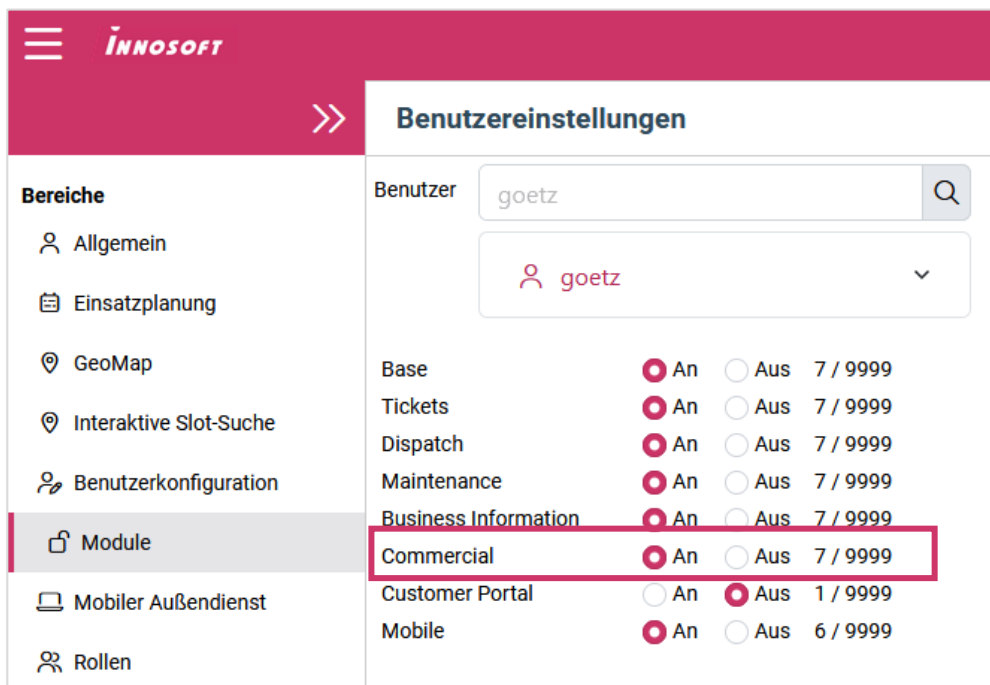 INNOSOFT
Benutzereinstellungen
Bereiche
Allgemein
Einsatzplanung
GeoMap
Interaktive Slot-Suche
Benutzerkonfiguration
Module
Mobiler Außendienst
Rollen
Benutzer goetz
goetz
Base An Aus 7 / 9999
Tickets An Aus 7 / 9999
Dispatch An Aus 7 / 9999
Maintenance An Aus 7 / 9999
Business Information An Aus 7 / 9999
Commercial An Aus 7 / 9999
Customer Portal An Aus 1 / 9999
Mobile An Aus 6 / 9999